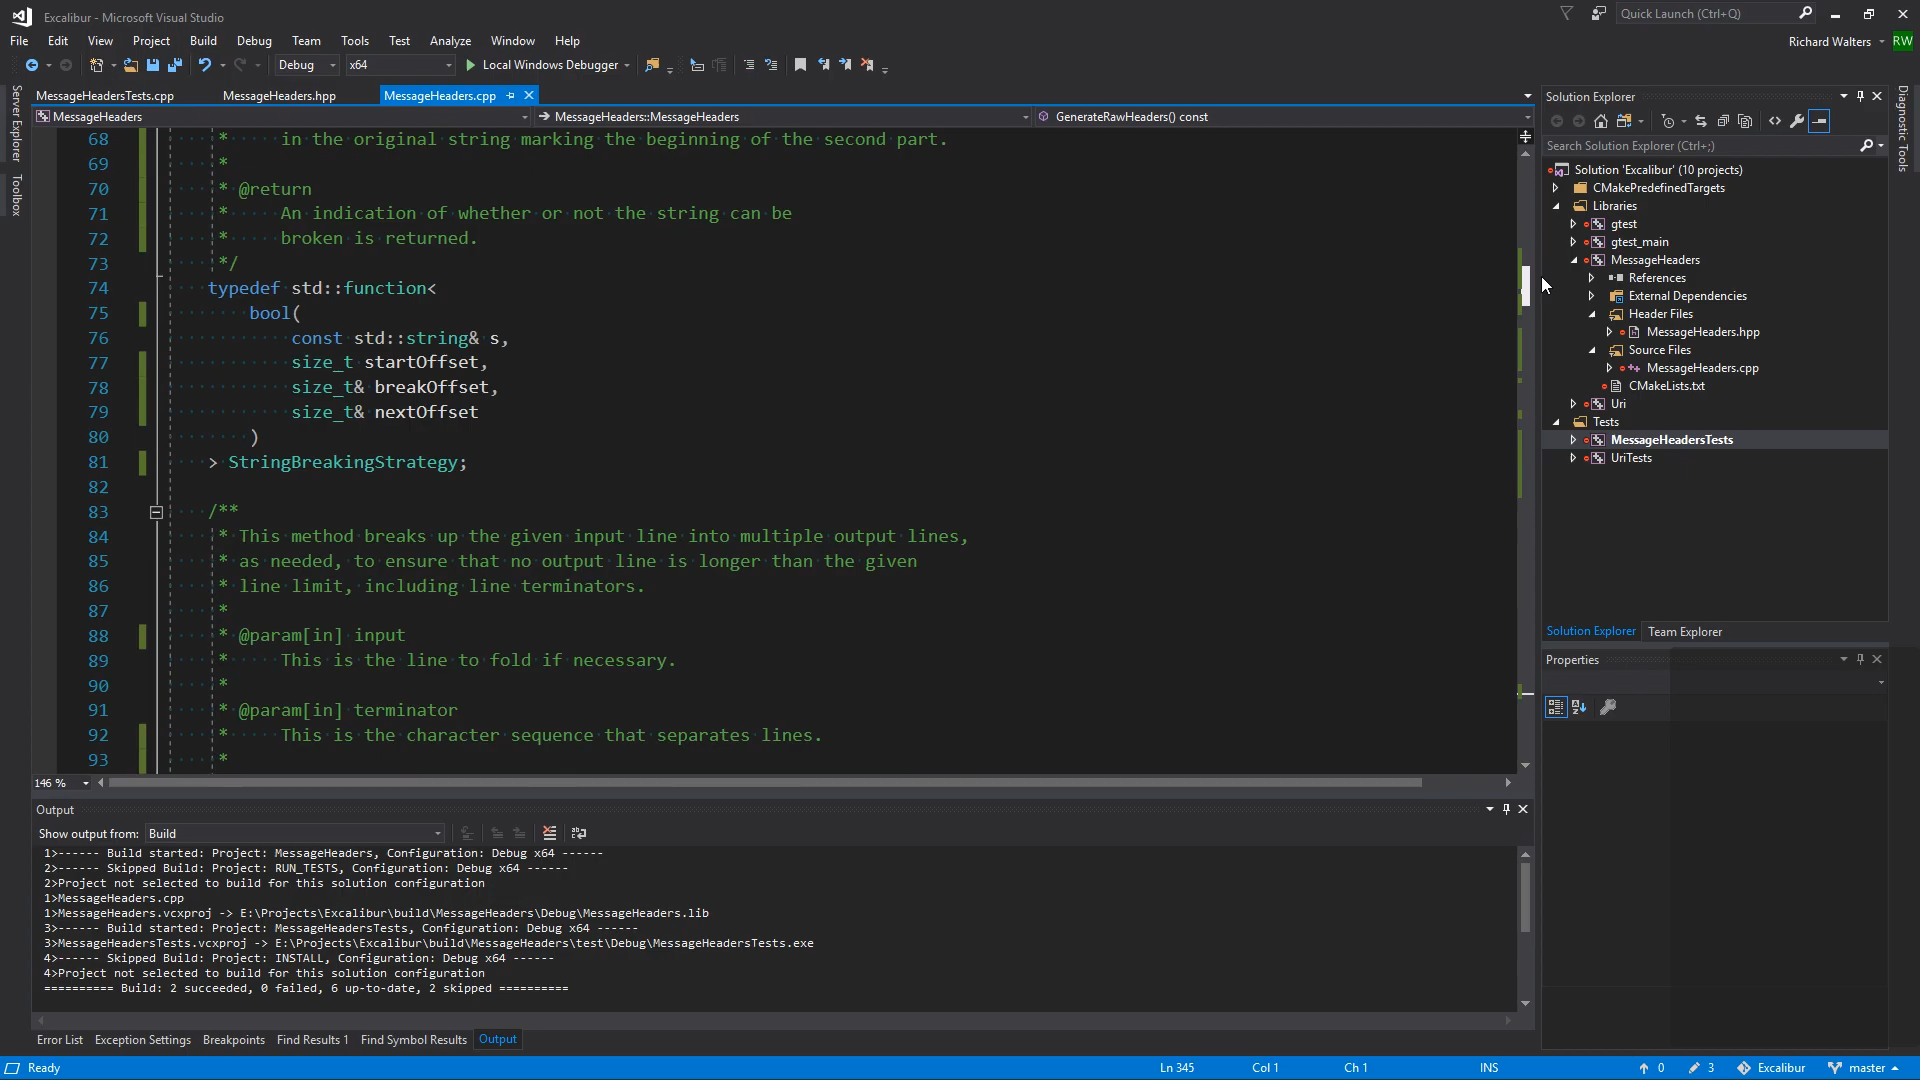 Excalibur - Microsoft Visual Studio
Quick Launch (Ctrl+Q)
File Edit View Project Build Debug Team Tools Test Analyze Window Help
Richard Walters RW
Debug x64 Local Windows Debugger
Server Explorer
Toolbox
MessageHeadersTests.cpp MessageHeaders.hpp MessageHeaders.cpp
MessageHeaders MessageHeaders::MessageHeaders GenerateRawHeaders() const
68 * in the original string marking the beginning of the second part.
69 *
70 * @return
71 * An indication of whether or not the string can be
72 * broken is returned.
73 */
74 typedef std::function<
75 bool(
76 const std::string& s,
77 size_t startOffset,
78 size_t& breakOffset,
79 size_t& nextOffset
80 )
81 > StringBreakingStrategy;
82
83 /**
84 * This method breaks up the given input line into multiple output lines,
85 * as needed, to ensure that no output line is longer than the given
86 * line limit, including line terminators.
87 *
88 * @param[in] input
89 * This is the line to fold if necessary.
90 *
91 * @param[in] terminator
92 * This is the character sequence that separates lines.
93 *
146 %
Output
Show output from: Build
1>------ Build started: Project: MessageHeaders, Configuration: Debug x64 ------
2>------ Skipped Build: Project: RUN_TESTS, Configuration: Debug x64 ------
2>Project not selected to build for this solution configuration
1>MessageHeaders.cpp
1>MessageHeaders.vcxproj -> E:\Projects\Excalibur\build\MessageHeaders\Debug\MessageHeaders.lib
3>------ Build started: Project: MessageHeadersTests, Configuration: Debug x64 ------
3>MessageHeadersTests.vcxproj -> E:\Projects\Excalibur\build\MessageHeaders\test\Debug\MessageHeadersTests.exe
4>------ Skipped Build: Project: INSTALL, Configuration: Debug x64 ------
4>Project not selected to build for this solution configuration
========== Build: 2 succeeded, 0 failed, 6 up-to-date, 2 skipped ==========
Error List Exception Settings Breakpoints Find Results 1 Find Symbol Results Output
Solution Explorer
Search Solution Explorer (Ctrl+;)
Solution 'Excalibur' (10 projects)
CMakePredefinedTargets
Libraries
gtest
gtest_main
MessageHeaders
References
External Dependencies
Header Files
MessageHeaders.hpp
Source Files
MessageHeaders.cpp
CMakeLists.txt
Uri
Tests
MessageHeadersTests
UriTests
Solution Explorer Team Explorer
Properties
Diagnostic Tools
Ready Ln 345 Col 1 Ch 1 INS 0 3 Excalibur master